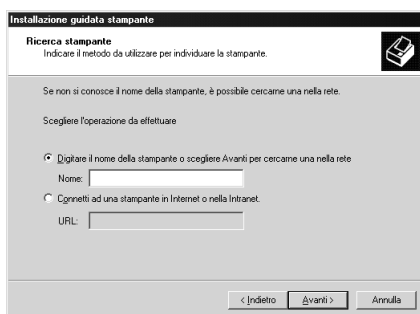 Installazione guidata stampante
Ricerca stampante
Indicare il metodo da utilizzare per individuare la stampante.
Se non si conosce il nome della stampante, è possibile cercarne una nella rete.
Scegliere l'operazione da effettuare
Digitare il nome della stampante o scegliere Avanti per cercarne una nella rete
Nome:
Connetti ad una stampante in Internet o nella Intranet.
URL:
< Indietro Avanti > Annulla